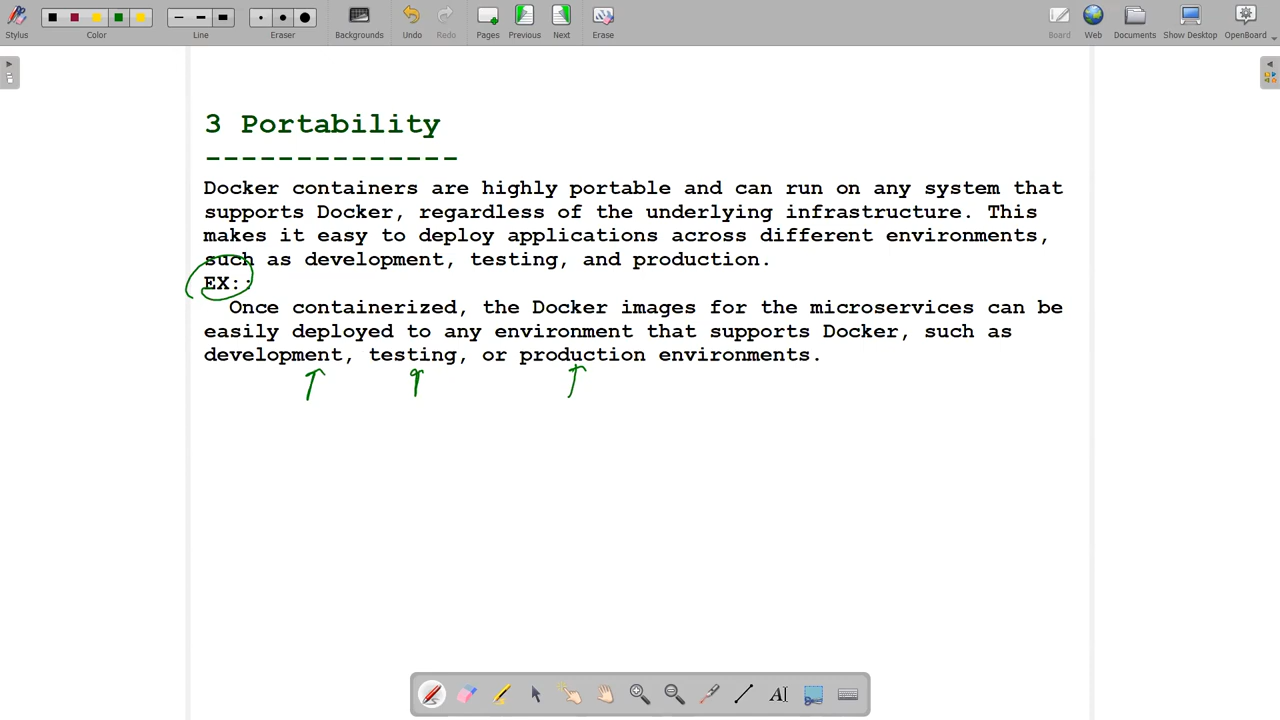 Stylus
Color
Line
Eraser
Backgrounds
Undo
Redo
Pages
Previous
Next
Erase
Board
Web
Documents
Show Desktop
OpenBoard
3 Portability
--------------
Docker containers are highly portable and can run on any system that
supports Docker, regardless of the underlying infrastructure. This
makes it easy to deploy applications across different environments,
such as development, testing, and production.
EX::
Once containerized, the Docker images for the microservices can be
easily deployed to any environment that supports Docker, such as
development, testing, or production environments.
AI